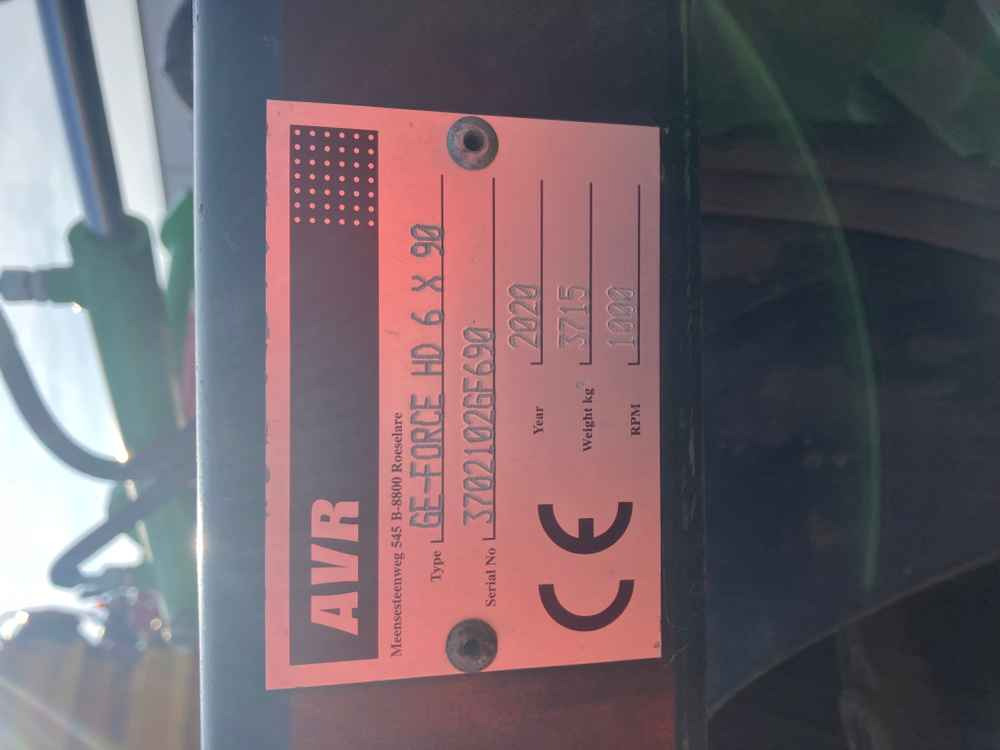 AVR
Meensesteenweg 545 B-8800 Roeselare
Type GE-FORCE HD 6 X 90
Serial No 37021026F690
Year 2020
Weight kg 3715
RPM 1000
CE